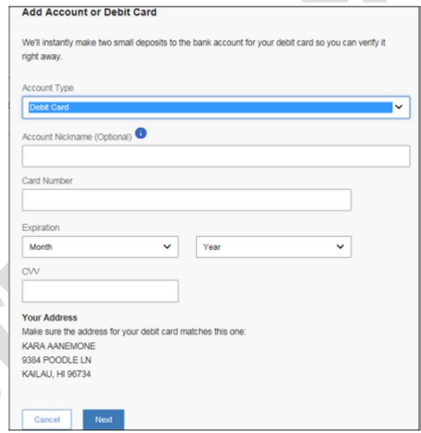 Add Account or Debit Card
We'll instantly make two small deposits to the bank account for your debit card so you can verify it
right away.
Account Type
Debit Card
Account Nickname (Optional)
Card Number
Expiration
Month Year
CVV
Your Address
Make sure the address for your debit card matches this one:
KARA AANEMONE
9384 POODLE LN
KAILAU, HI 96734
Cancel Next